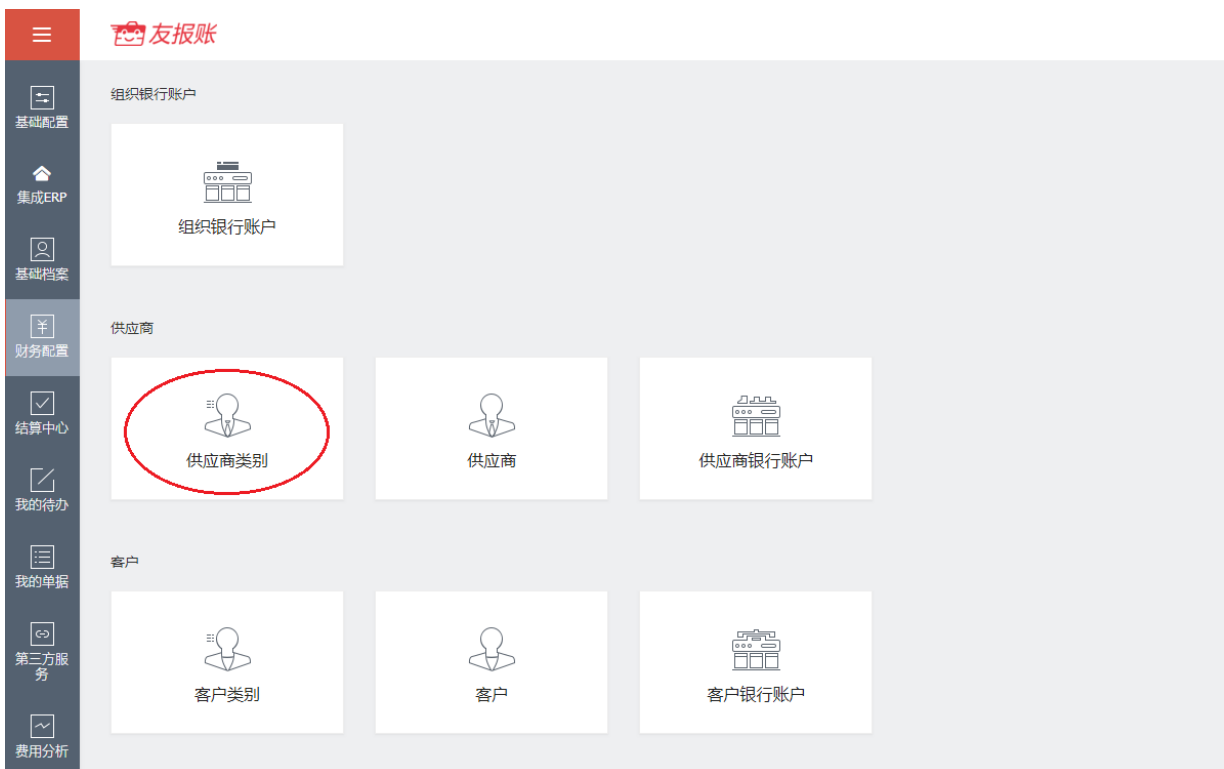 友报账
基础配置
集成ERP
基础档案
财务配置
结算中心
我的待办
我的单据
第三方服
务
费用分析
组织银行账户
组织银行账户
供应商
供应商类别
供应商
供应商银行账户
客户
客户类别
客户
客户银行账户